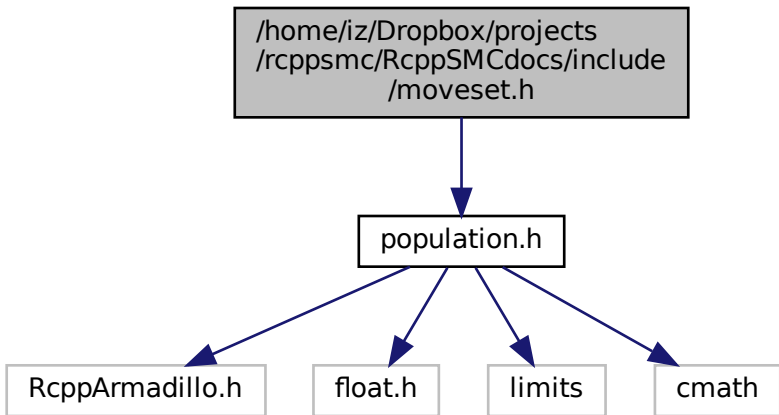 /home/iz/Dropbox/projects
/rcppsmc/RcppSMCdocs/include
/moveset.h
population.h
RcppArmadillo.h
float.h
limits
cmath